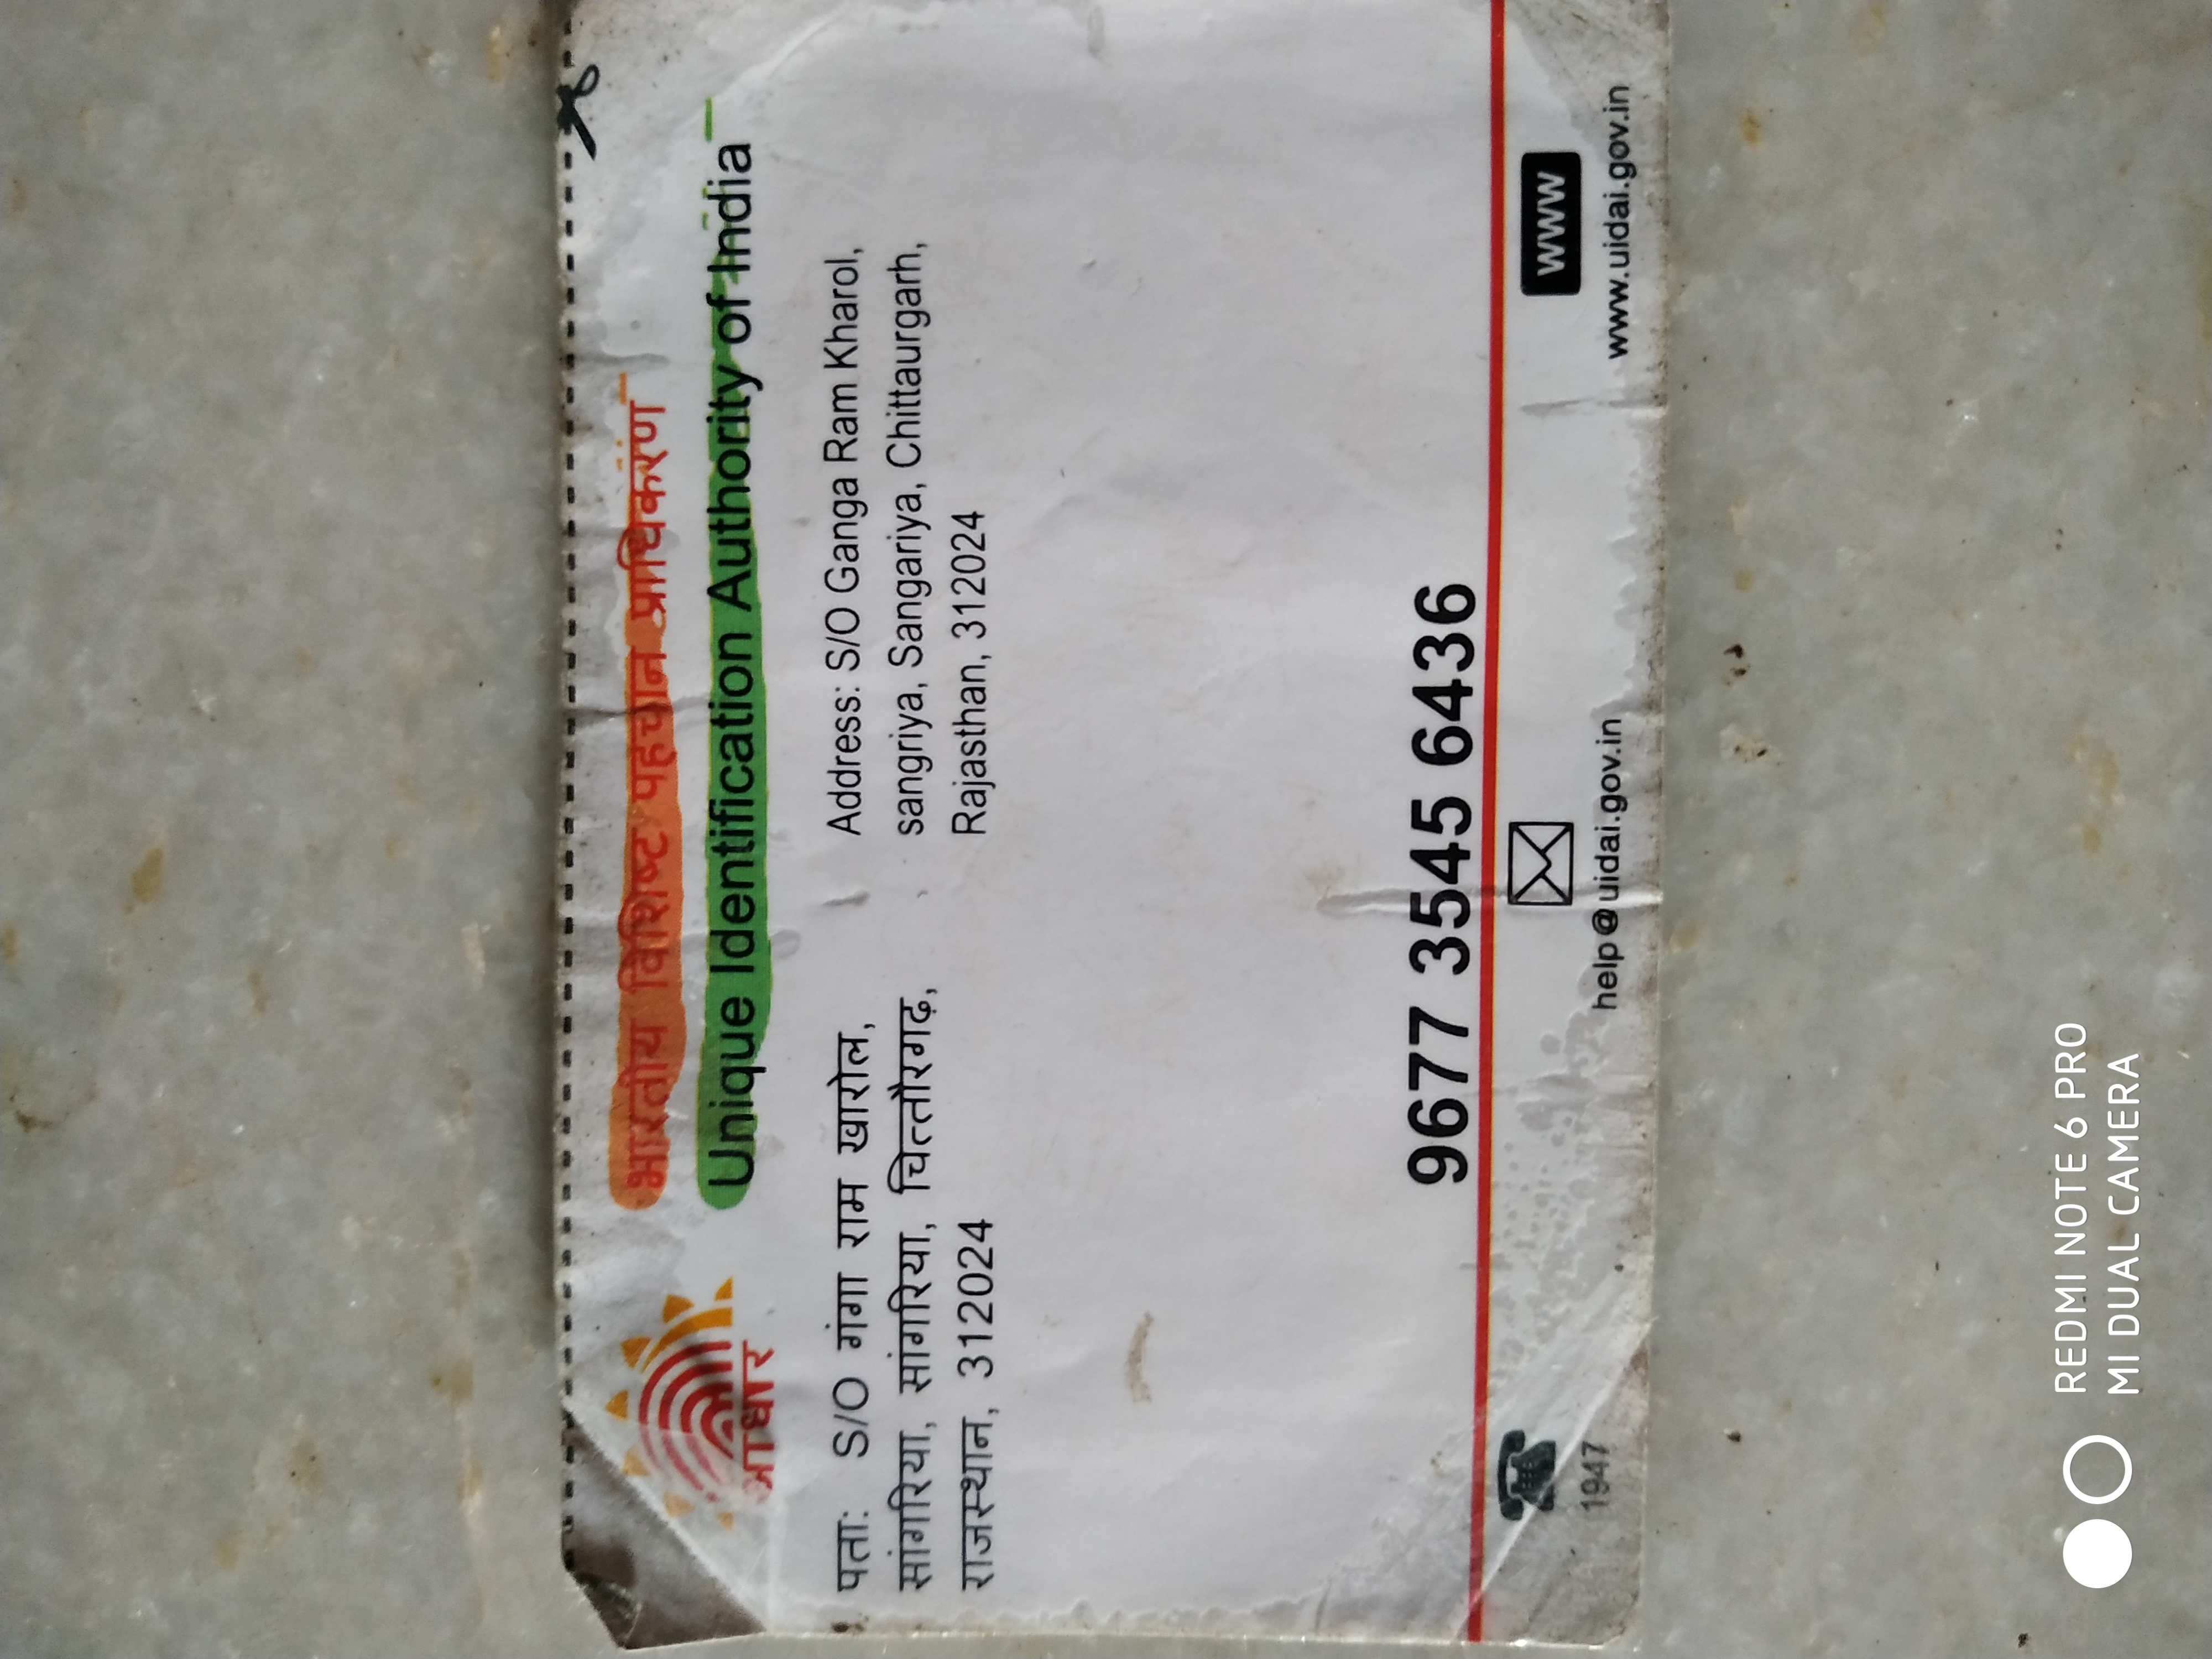 भारतीय विशिष्ट पहचान प्राधिकरण
Unique Identification Authority of India
आधार
पता: S/O गंगा राम खारोल,
सांगरिया, सांगरिया, चित्तौरगढ़,
राजस्थान, 312024
Address: S/O Ganga Ram Kharol,
sangriya, Sangariya, Chittaurgarh,
Rajasthan, 312024
9677 3545 6436
1947
help@uidai.gov.in
www
www.uidai.gov.in
REDMI NOTE 6 PRO
MI DUAL CAMERA